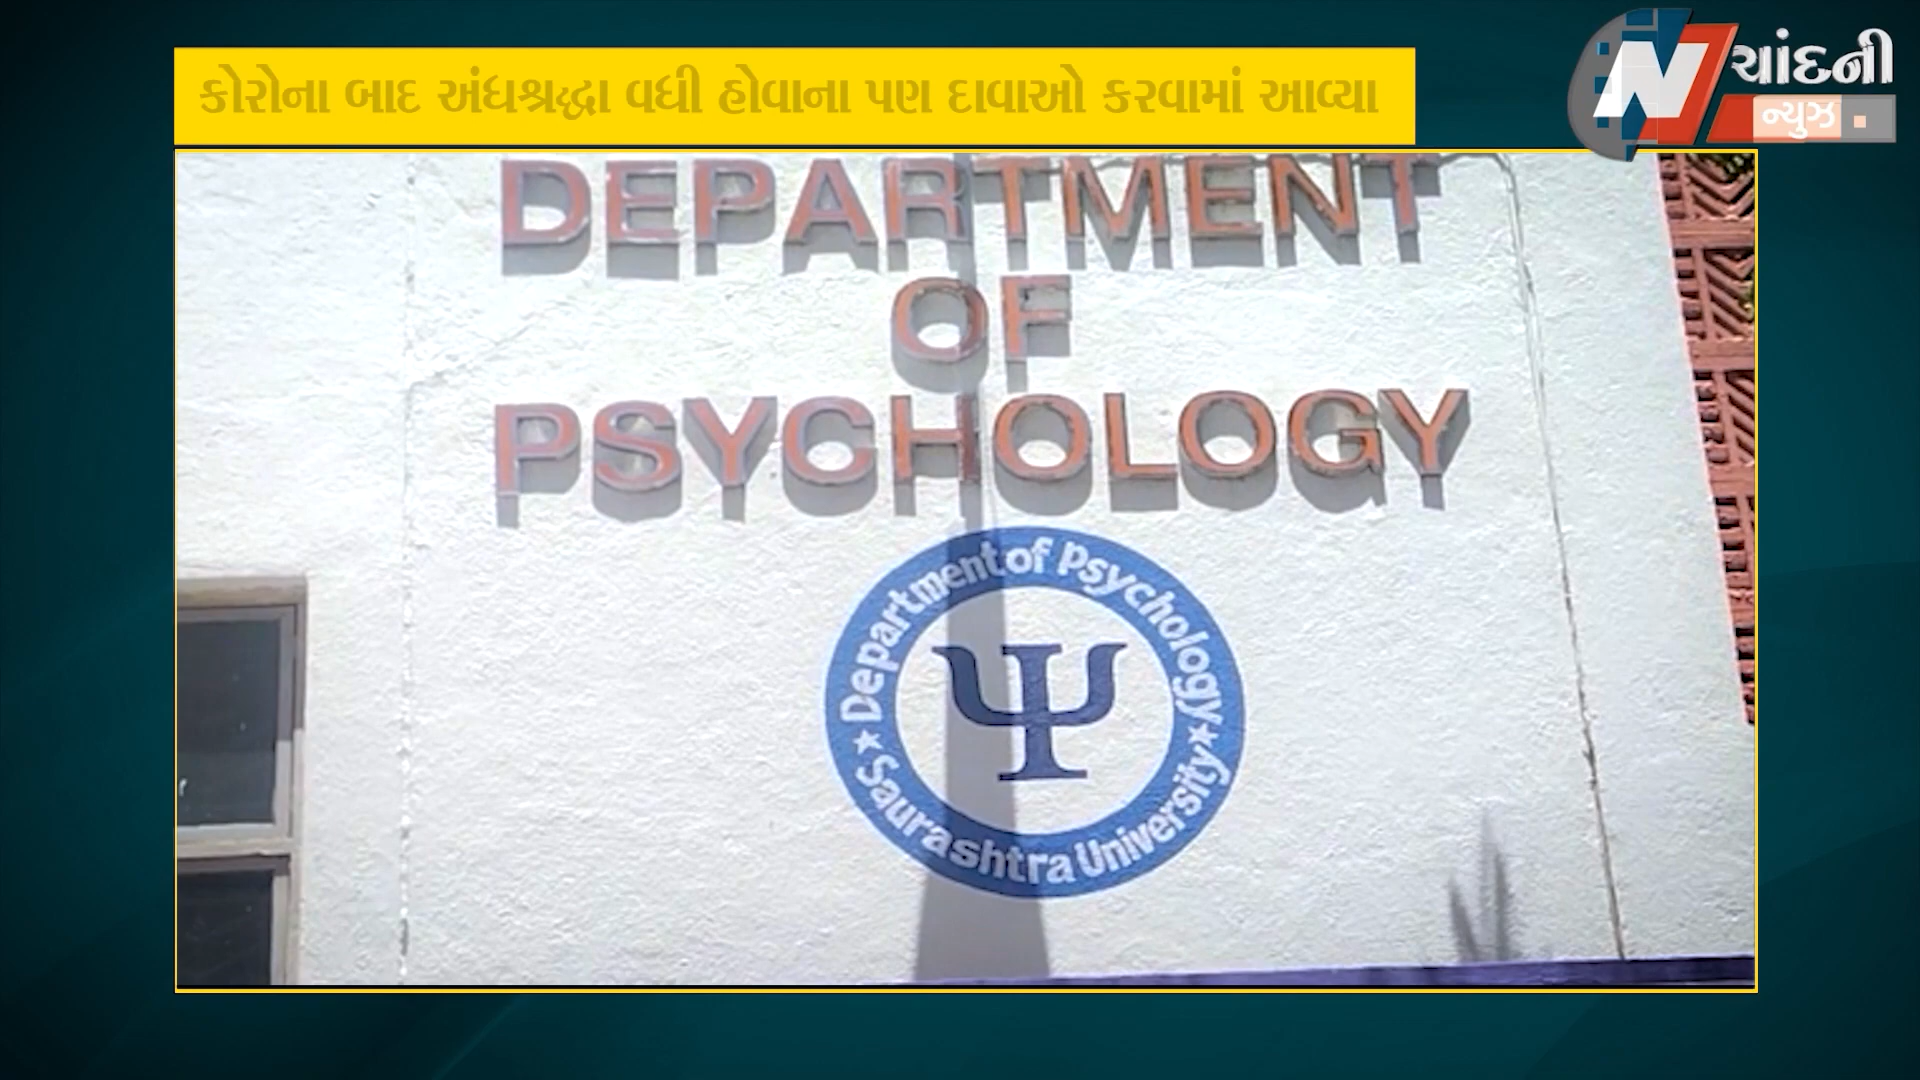 કોરોના બાદ અંધશ્રદ્ધા વધી હોવાના પણ દાવાઓ કરવામાં આવ્યા
ચાંદની
ન્યુઝ
DEPARTMENT
OF
PSYCHOLOGY
Department of Psychology
Ψ
★ Saurashtra University ★